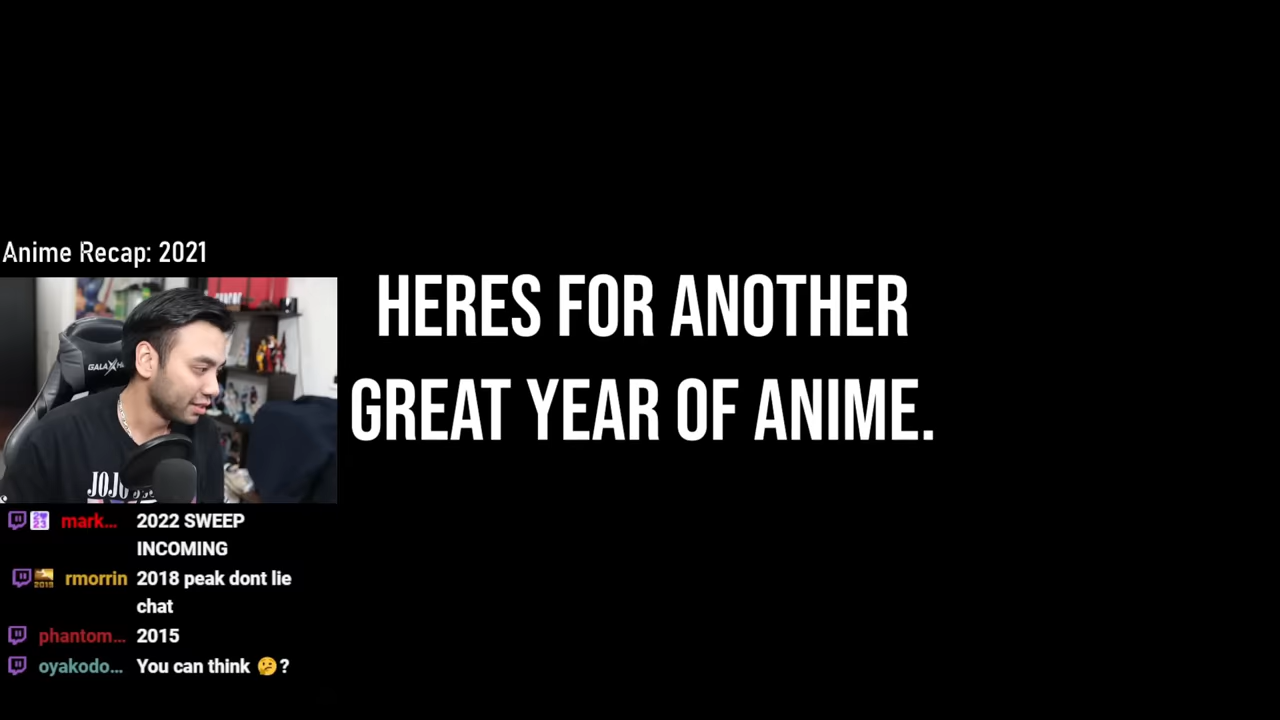 Anime Recap: 2021
HERES FOR ANOTHER
GREAT YEAR OF ANIME.
JOJO
mark... 2022 SWEEP
INCOMING
rmorrin 2018 peak dont lie
chat
phantom... 2015
oyakodo... You can think 🤔?